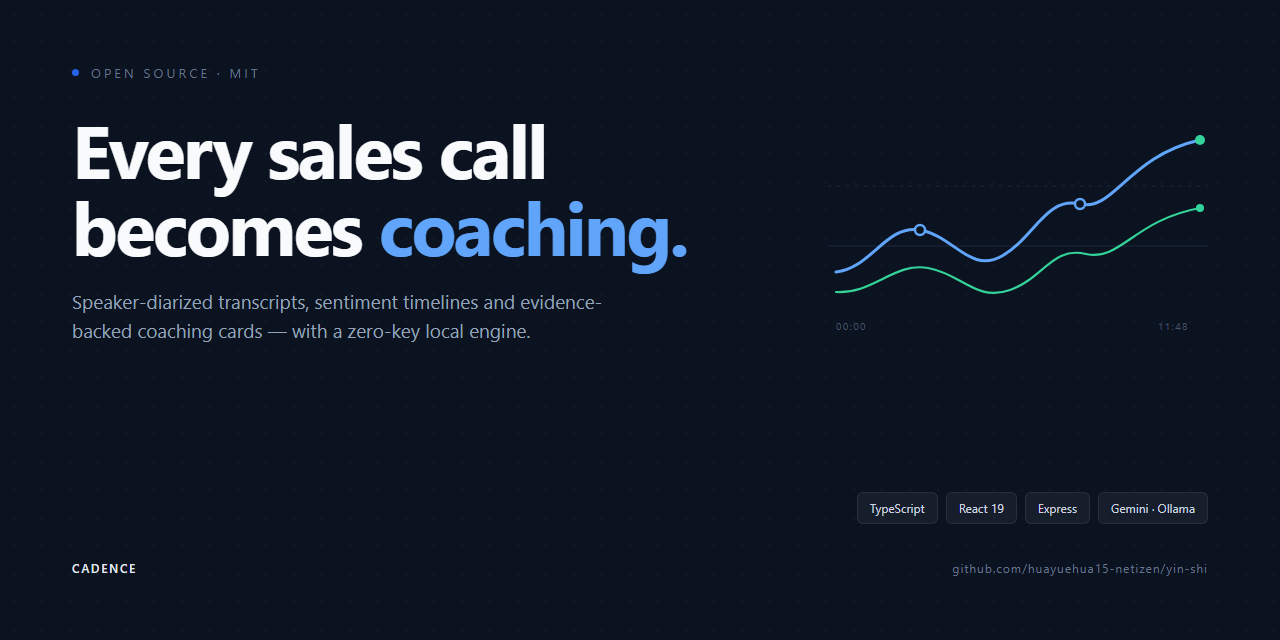 OPEN SOURCE · MIT
Every sales call
becomes coaching.
Speaker-diarized transcripts, sentiment timelines and evidence-
backed coaching cards — with a zero-key local engine.
00:00
11:48
TypeScript
React 19
Express
Gemini · Ollama
CADENCE
github.com/huayuehua15-netizen/yin-shi